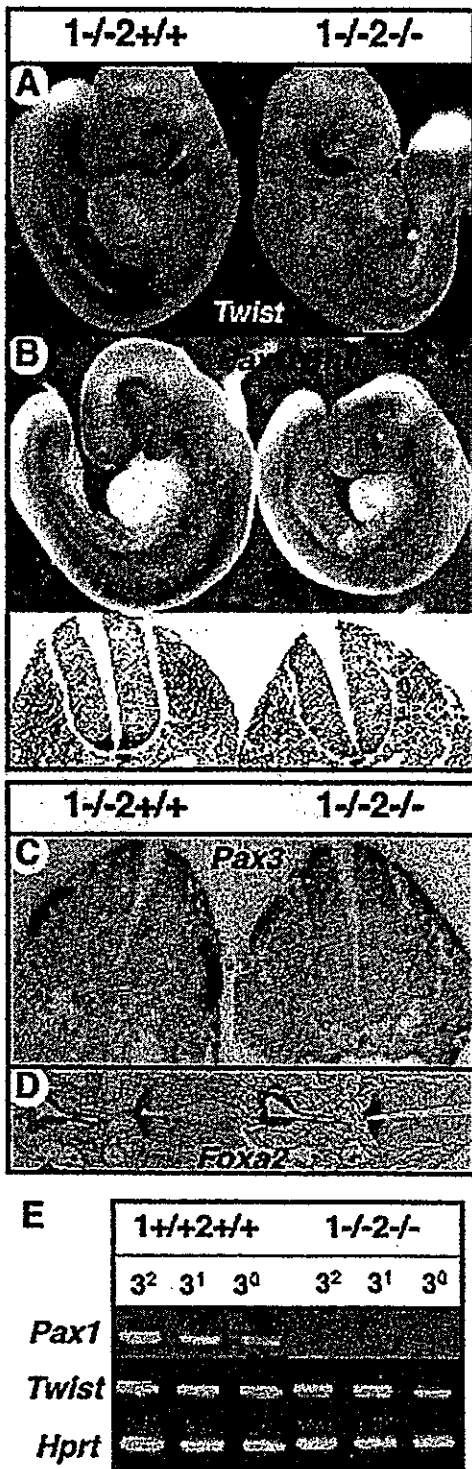 1-/-2+/+ 1-/-2-/-
A
Twist
B
1-/-2+/+ 1-/-2-/-
C Pax3
D
Foxa2
E 1+/+2+/+ 1-/-2-/-
3² 3¹ 3⁰ 3² 3¹ 3⁰
Pax1
Twist
Hprt